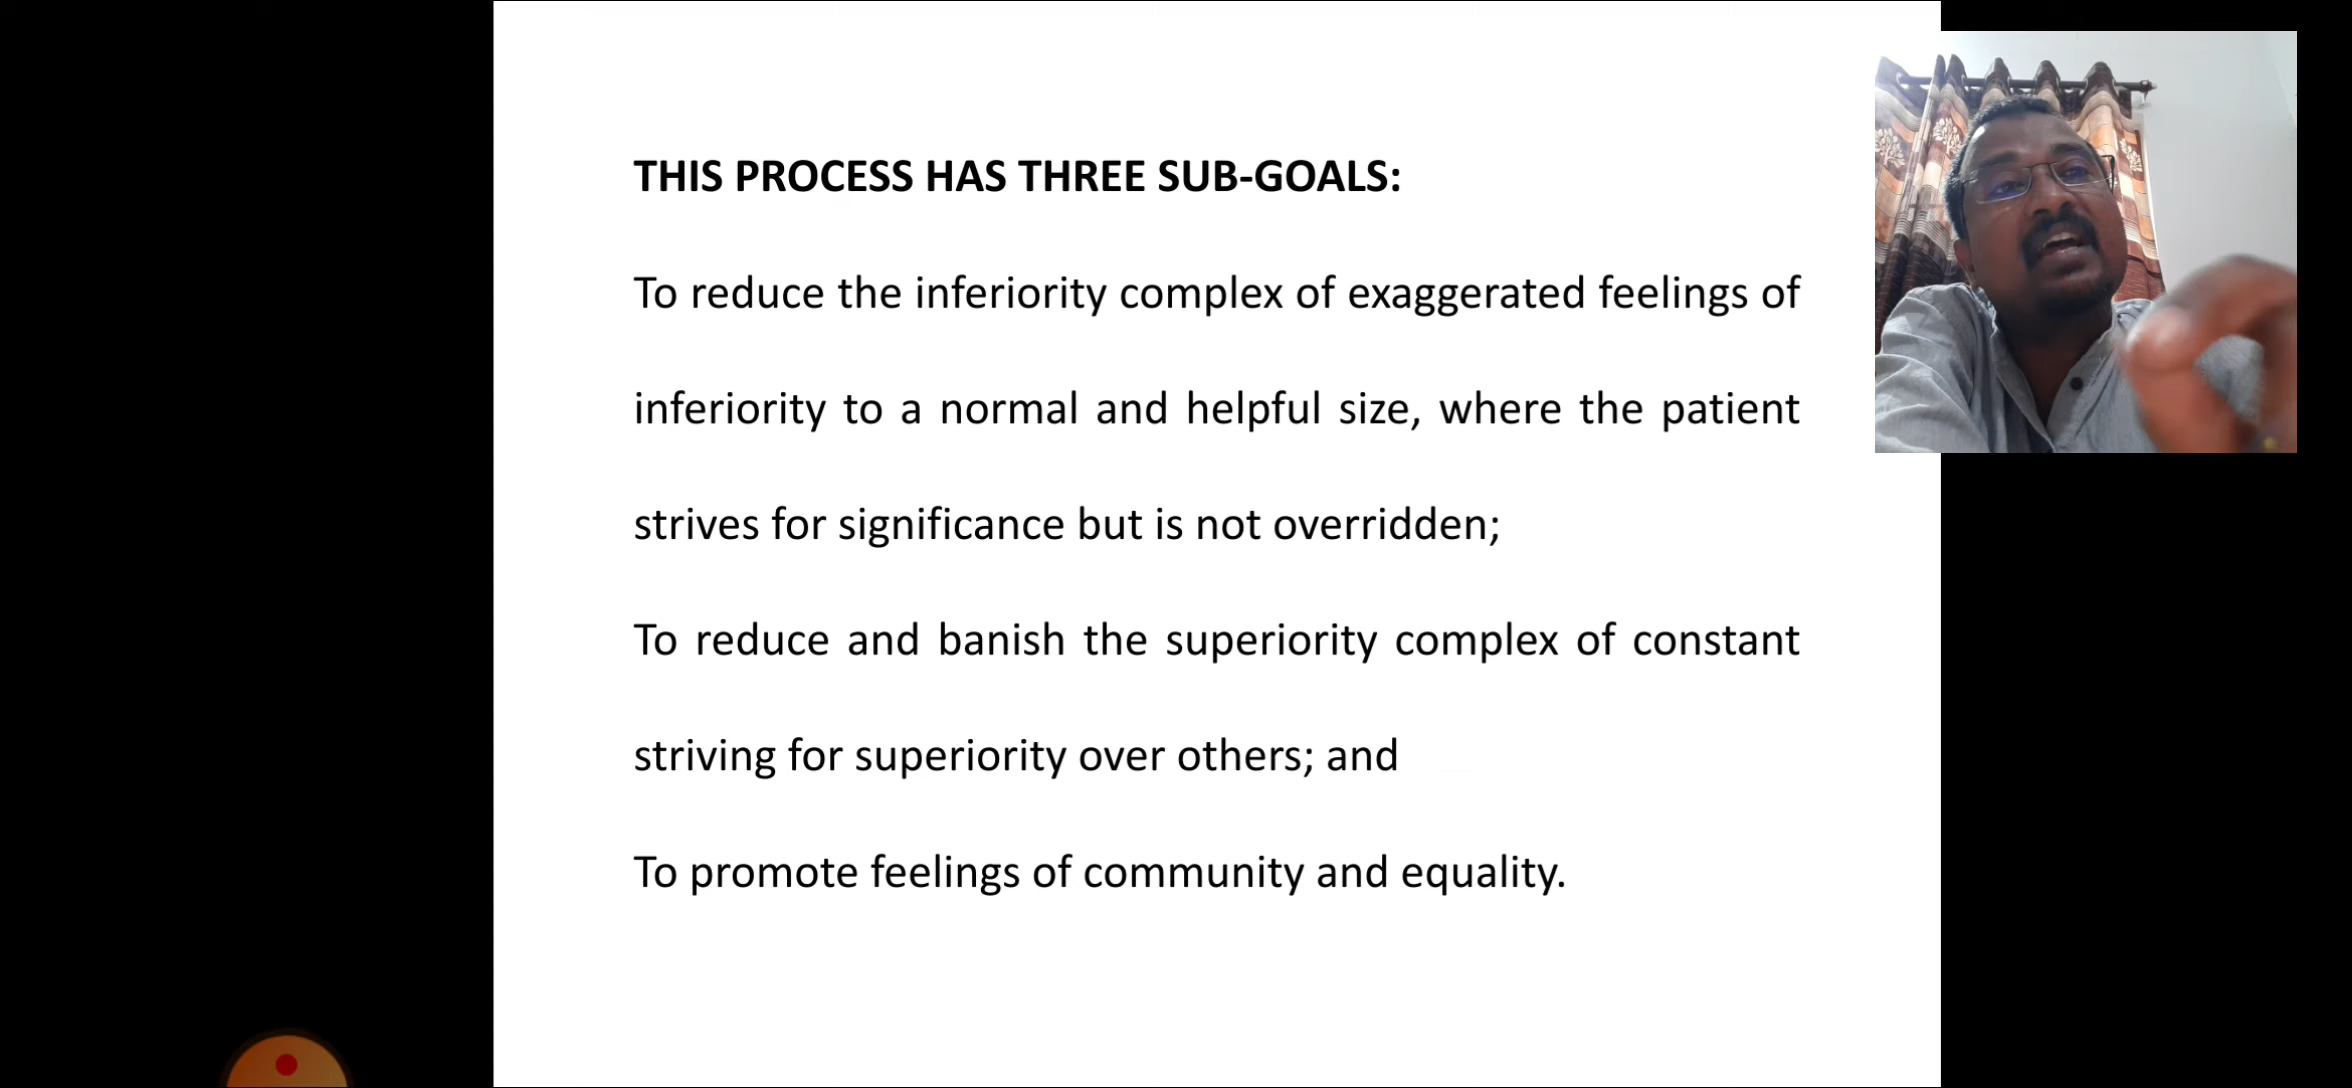 THIS PROCESS HAS THREE SUB-GOALS:
To reduce the inferiority complex of exaggerated feelings of
inferiority to a normal and helpful size, where the patient
strives for significance but is not overridden;
To reduce and banish the superiority complex of constant
striving for superiority over others; and
To promote feelings of community and equality.